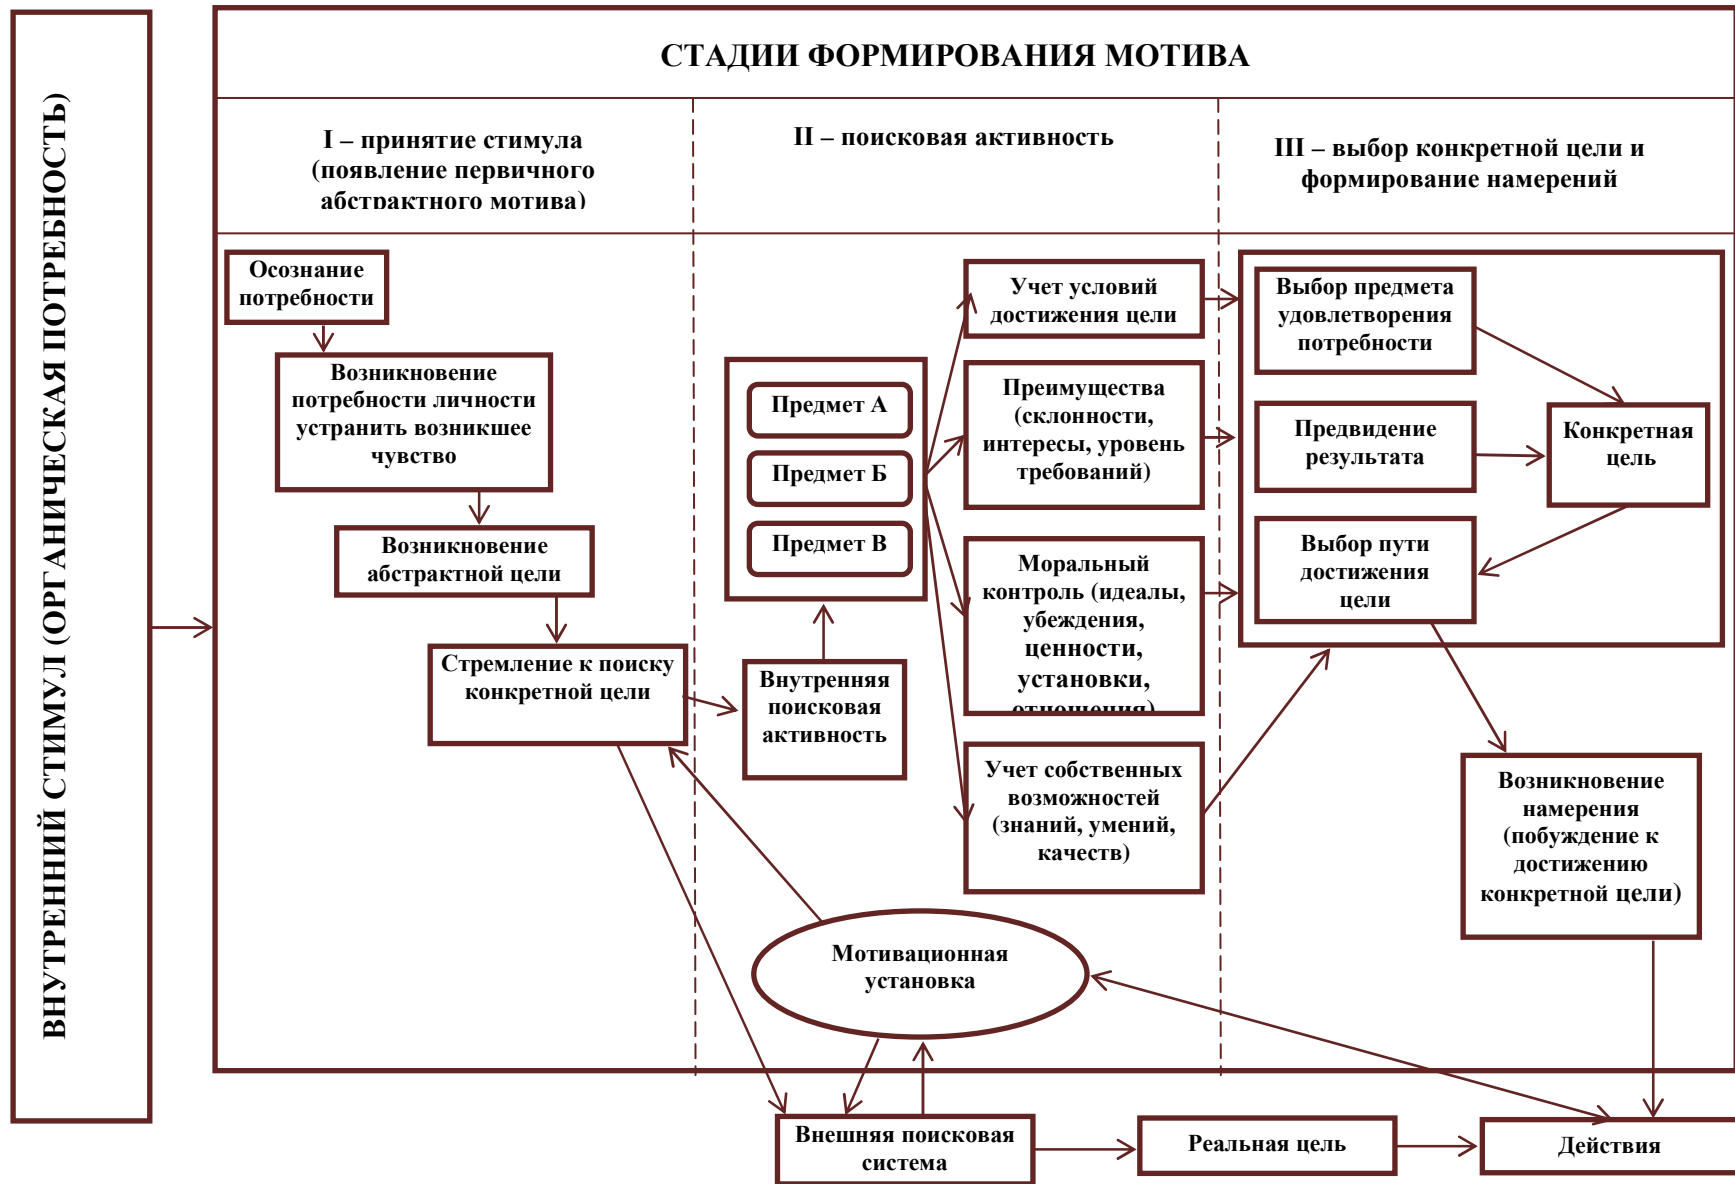 ВНУТРЕННИЙ СТИМУЛ (ОРГАНИЧЕСКАЯ ПОТРЕБНОСТЬ)
СТАДИИ ФОРМИРОВАНИЯ МОТИВА
I – принятие стимула
(появление первичного
абстрактного мотива)
II – поисковая активность
III – выбор конкретной цели и
формирование намерений
Осознание
потребности
Возникновение
потребности личности
устранить возникшее
чувство
Возникновение
абстрактной цели
Стремление к поиску
конкретной цели
Предмет А
Предмет Б
Предмет В
Внутренняя
поисковая
активность
Учет условий
достижения цели
Преимущества
(склонности,
интересы, уровень
требований)
Моральный
контроль (идеалы,
убеждения,
ценности,
установки,
отношения)
Учет собственных
возможностей
(знаний, умений,
качеств)
Мотивационная
установка
Выбор предмета
удовлетворения
потребности
Предвидение
результата
Выбор пути
достижения
цели
Конкретная
цель
Возникновение
намерения
(побуждение к
достижению
конкретной цели)
Внешняя поисковая
система
Реальная цель
Действия